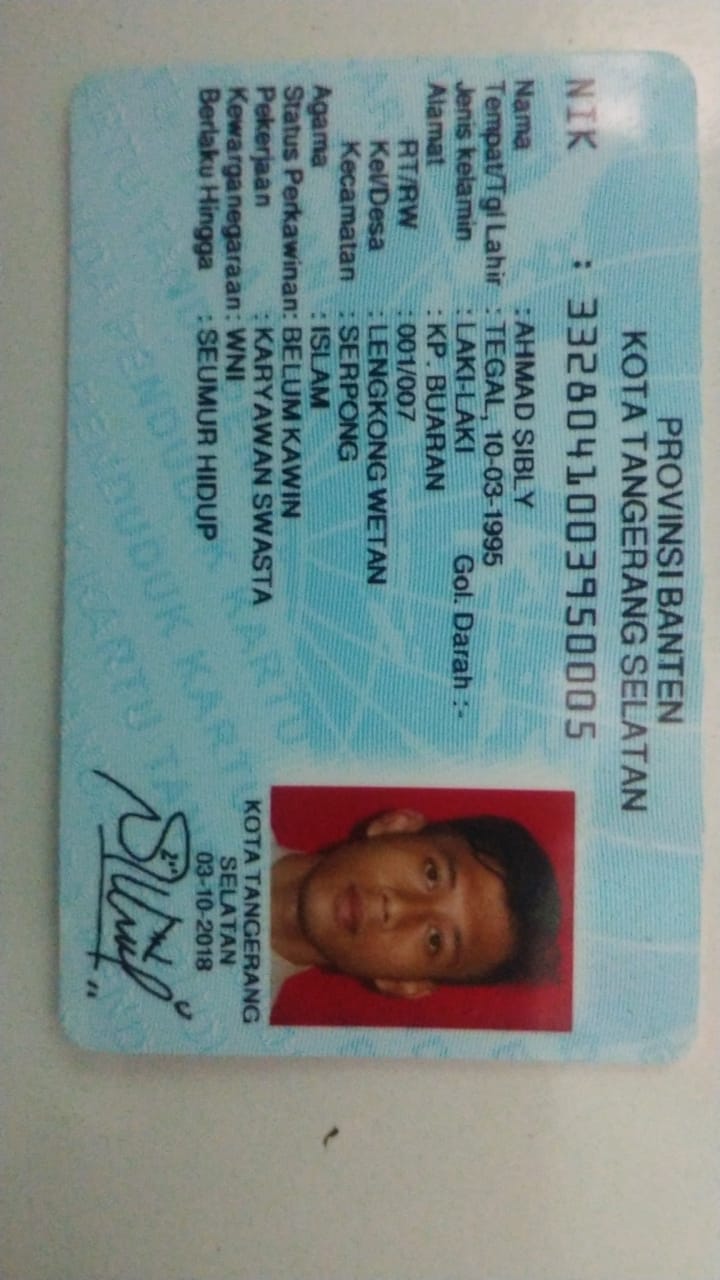 PROVINSI BANTEN
KOTA TANGERANG SELATAN
NIK : 3328041003950005
Nama : AHMAD SIBLY
Tempat/Tgl Lahir : TEGAL, 10-03-1995
Jenis kelamin : LAKI-LAKI Gol. Darah : -
Alamat : KP. BUARAN
RT/RW : 001/007
Kel/Desa : LENGKONG WETAN
Kecamatan : SERPONG
Agama : ISLAM
Status Perkawinan: BELUM KAWIN
Pekerjaan : KARYAWAN SWASTA
Kewarganegaraan: WNI
Berlaku Hingga : SEUMUR HIDUP
KOTA TANGERANG
SELATAN
03-10-2018